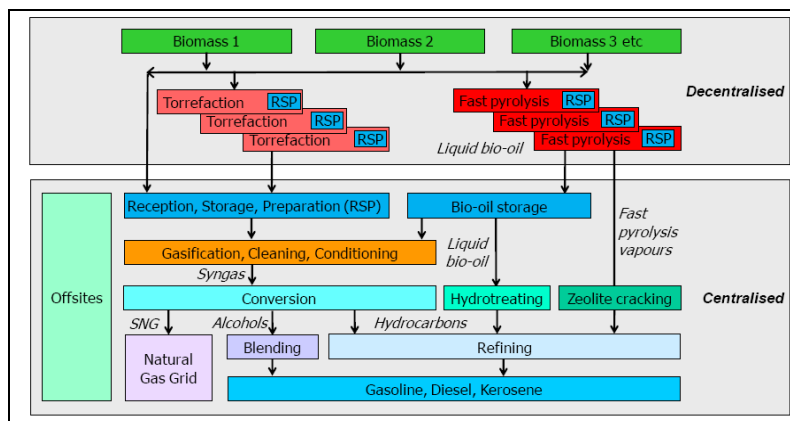 Biomass 1
Biomass 2
Biomass 3 etc
Torrefaction RSP
Torrefaction RSP
Torrefaction RSP
Fast pyrolysis RSP
Fast pyrolysis RSP
Fast pyrolysis RSP
Liquid bio-oil
Decentralised
Reception, Storage, Preparation (RSP)
Bio-oil storage
Fast
pyrolysis
vapours
Gasification, Cleaning, Conditioning
Liquid
bio-oil
Syngas
Offsites
Conversion
Hydrotreating
Zeolite cracking
Centralised
SNG
Alcohols
Hydrocarbons
Natural
Gas Grid
Blending
Refining
Gasoline, Diesel, Kerosene